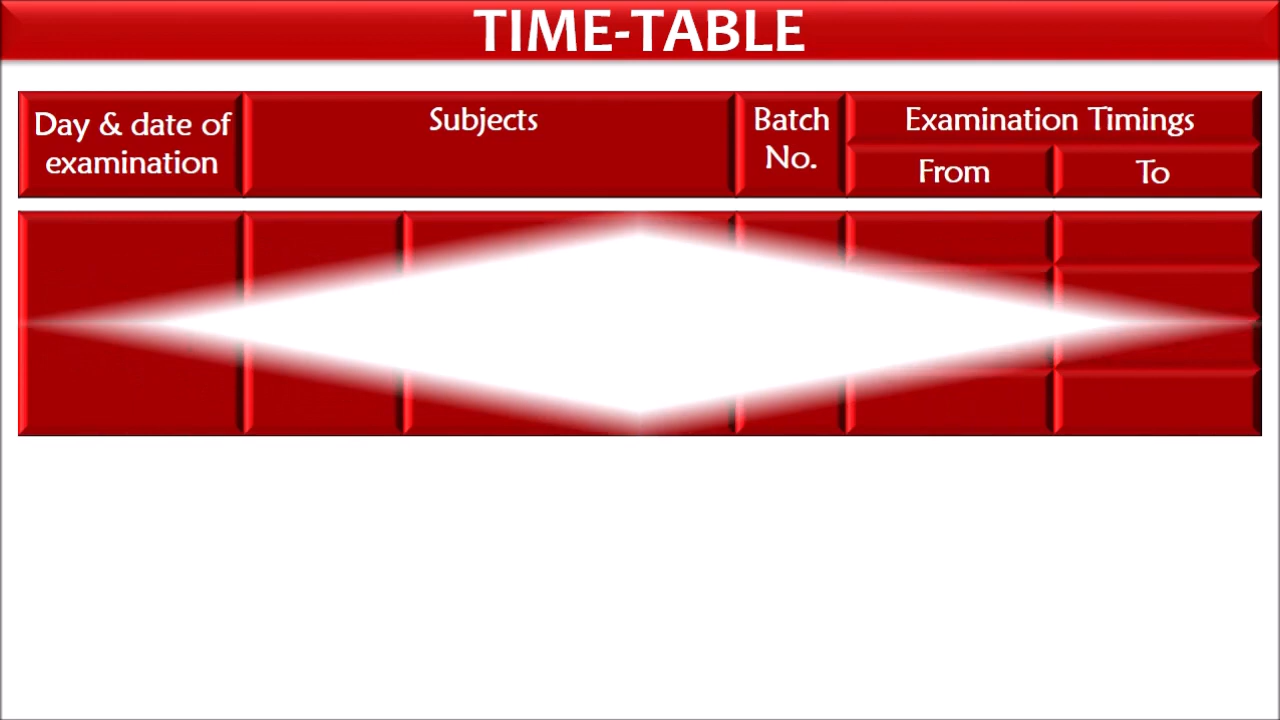 TIME-TABLE
Day & date of
examination
Subjects
Batch
No.
Examination Timings
From
To